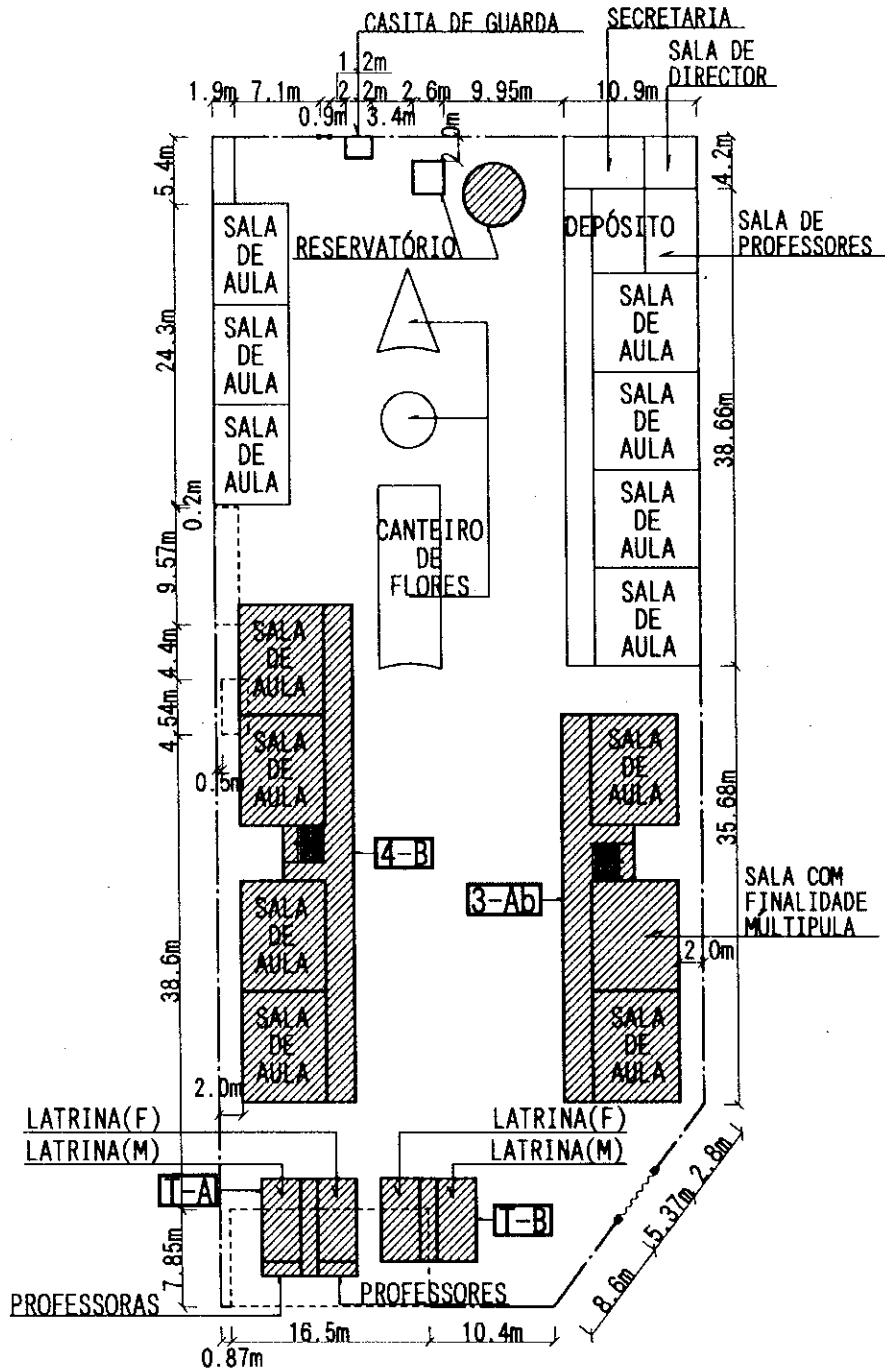 CASITA DE GUARDA
SECRETARIA
SALA DE
DIRECTOR
1.2m
1.9m
7.1m
2.2m
2.6m
9.95m
10.9m
0.9m
3.4m
2.0m
5.4m
4.2m
SALA
DE
AULA
RESERVATÓRIO
DEPÓSITO
SALA DE
PROFESSORES
24.3m
SALA
DE
AULA
SALA
DE
AULA
SALA
DE
AULA
SALA
DE
AULA
38.66m
SALA
DE
AULA
SALA
DE
AULA
0.2m
9.57m
CANTEIRO
DE
FLORES
4.4m
SALA
DE
AULA
4.54m
0.5m
SALA
DE
AULA
SALA
DE
AULA
35.68m
4-B
3-Ab
SALA COM
FINALIDADE
MÚLTIPULA
2.0m
38.6m
SALA
DE
AULA
SALA
DE
AULA
SALA
DE
AULA
2.0m
LATRINA(F)
LATRINA(M)
LATRINA(F)
LATRINA(M)
T-A
T-B
2.8m
5.37m
8.6m
7.85m
PROFESSORAS
PROFESSORES
16.5m
10.4m
0.87m